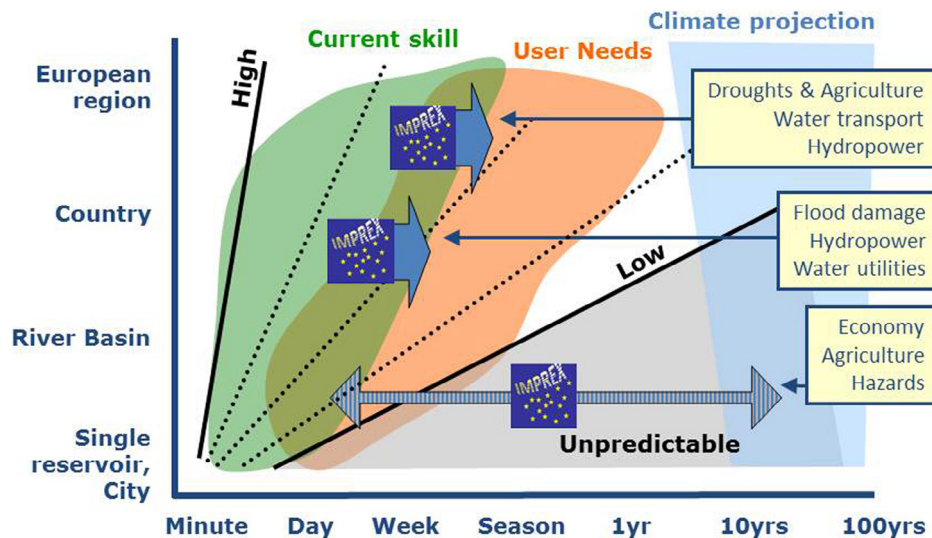 Climate projection
Current skill
User Needs
European
region
High
IMPREX
Droughts & Agriculture
Water transport
Hydropower
Country
IMPREX
Flood damage
Hydropower
Water utilities
Low
River Basin
Economy
Agriculture
Hazards
IMPREX
Unpredictable
Single
reservoir,
City
Minute Day Week Season 1yr 10yrs 100yrs